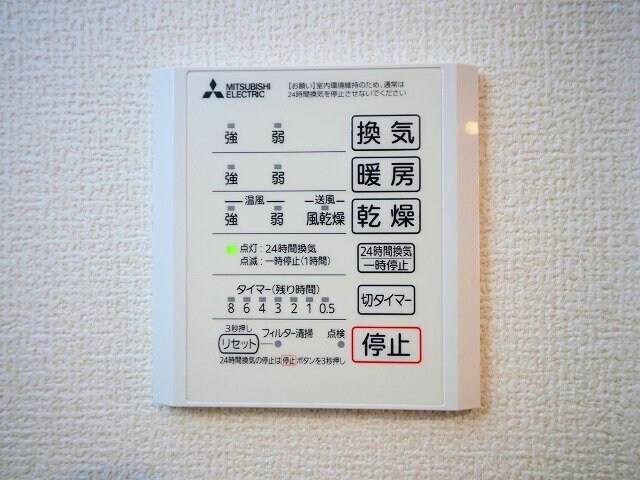 MITSUBISHI
ELECTRIC
【お願い】室内環境維持のため、通常は
24時間換気を停止させないでください
強 弱 換気
強 弱 暖房
温風 送風
強 弱 風乾燥 乾燥
点灯:24時間換気
点滅:一時停止(1時間)
24時間換気
一時停止
タイマー(残り時間)
8 6 4 3 2 1 0.5
切タイマー
3秒押し
リセット フィルター清掃 点検
停止
24時間換気の停止は停止ボタンを3秒押し